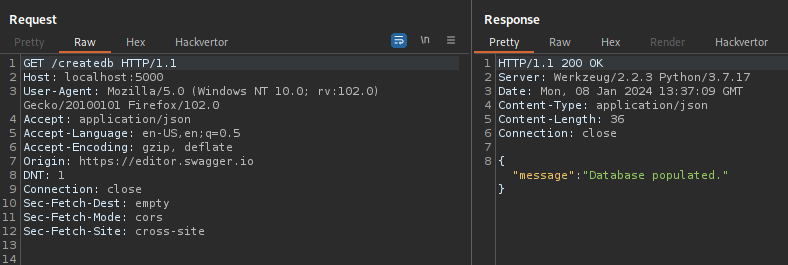 Request
Pretty Raw Hex Hackvertor \n
1 GET /createdb HTTP/1.1
2 Host: localhost:5000
3 User-Agent: Mozilla/5.0 (Windows NT 10.0; rv:102.0)
Gecko/20100101 Firefox/102.0
4 Accept: application/json
5 Accept-Language: en-US,en;q=0.5
6 Accept-Encoding: gzip, deflate
7 Origin: https://editor.swagger.io
8 DNT: 1
9 Connection: close
10 Sec-Fetch-Dest: empty
11 Sec-Fetch-Mode: cors
12 Sec-Fetch-Site: cross-site
13
14
Response
Pretty Raw Hex Render Hackvertor
1 HTTP/1.1 200 OK
2 Server: Werkzeug/2.2.3 Python/3.7.17
3 Date: Mon, 08 Jan 2024 13:37:09 GMT
4 Content-Type: application/json
5 Content-Length: 36
6 Connection: close
7
8 {
"message":"Database populated."
}